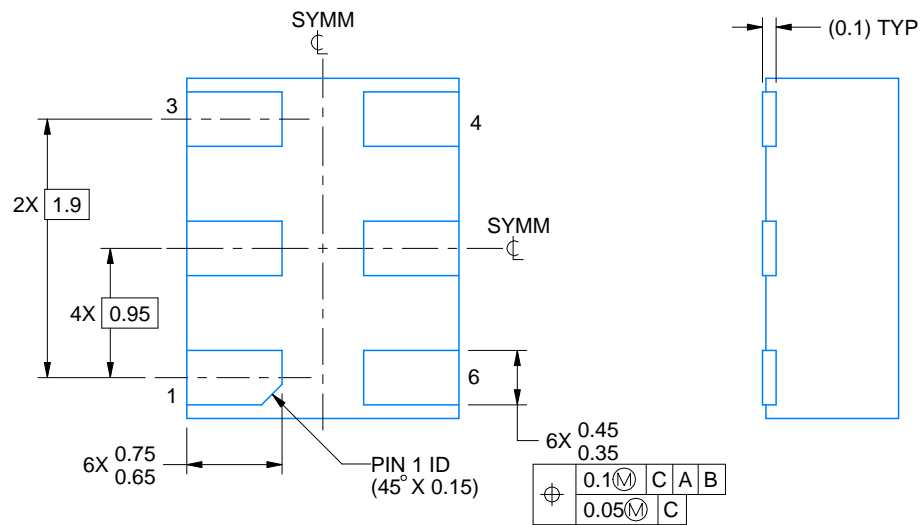 SYMM
℄
(0.1) TYP
3
4
2X 1.9
SYMM
℄
4X 0.95
1
6
6X 0.75
0.65
6X 0.45
0.35
PIN 1 ID
(45° X 0.15)
⌖ 0.1Ⓜ C A B
0.05Ⓜ C